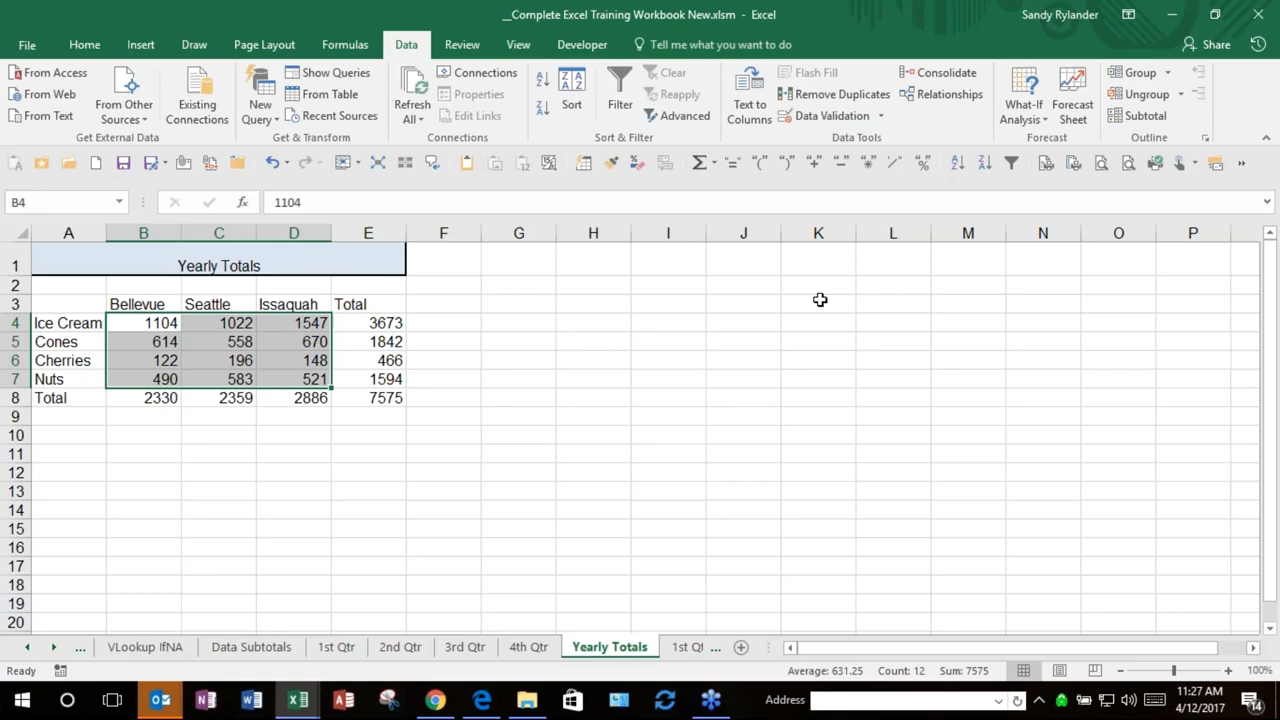 __Complete Excel Training Workbook New.xlsm - Excel
Sandy Rylander
File Home Insert Draw Page Layout Formulas Data Review View Developer Tell me what you want to do Share
From Access
From Web
From Text
From Other Sources
Existing Connections
Get External Data
New Query
Show Queries
From Table
Recent Sources
Get & Transform
Refresh All
Connections
Properties
Edit Links
Connections
Sort
Filter
Clear
Reapply
Advanced
Sort & Filter
Text to Columns
Flash Fill
Remove Duplicates
Data Validation
Consolidate
Relationships
Data Tools
What-If Analysis
Forecast Sheet
Forecast
Group
Ungroup
Subtotal
Outline
B4 fx 1104
A B C D E F G H I J K L M N O P
1 Yearly Totals
2
3 Bellevue Seattle Issaquah Total
4 Ice Cream 1104 1022 1547 3673
5 Cones 614 558 670 1842
6 Cherries 122 196 148 466
7 Nuts 490 583 521 1594
8 Total 2330 2359 2886 7575
9
10
11
12
13
14
15
16
17
18
19
20
... VLookup IfNA Data Subtotals 1st Qtr 2nd Qtr 3rd Qtr 4th Qtr Yearly Totals 1st Qt ...
Ready Average: 631.25 Count: 12 Sum: 7575 100%
Address 11:27 AM
4/12/2017 14